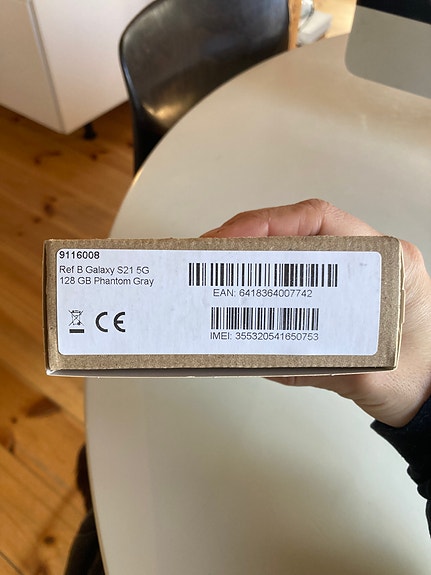 9116008
Ref B Galaxy S21 5G
128 GB Phantom Gray
EAN: 6418364007742
CE
IMEI: 355320541650753